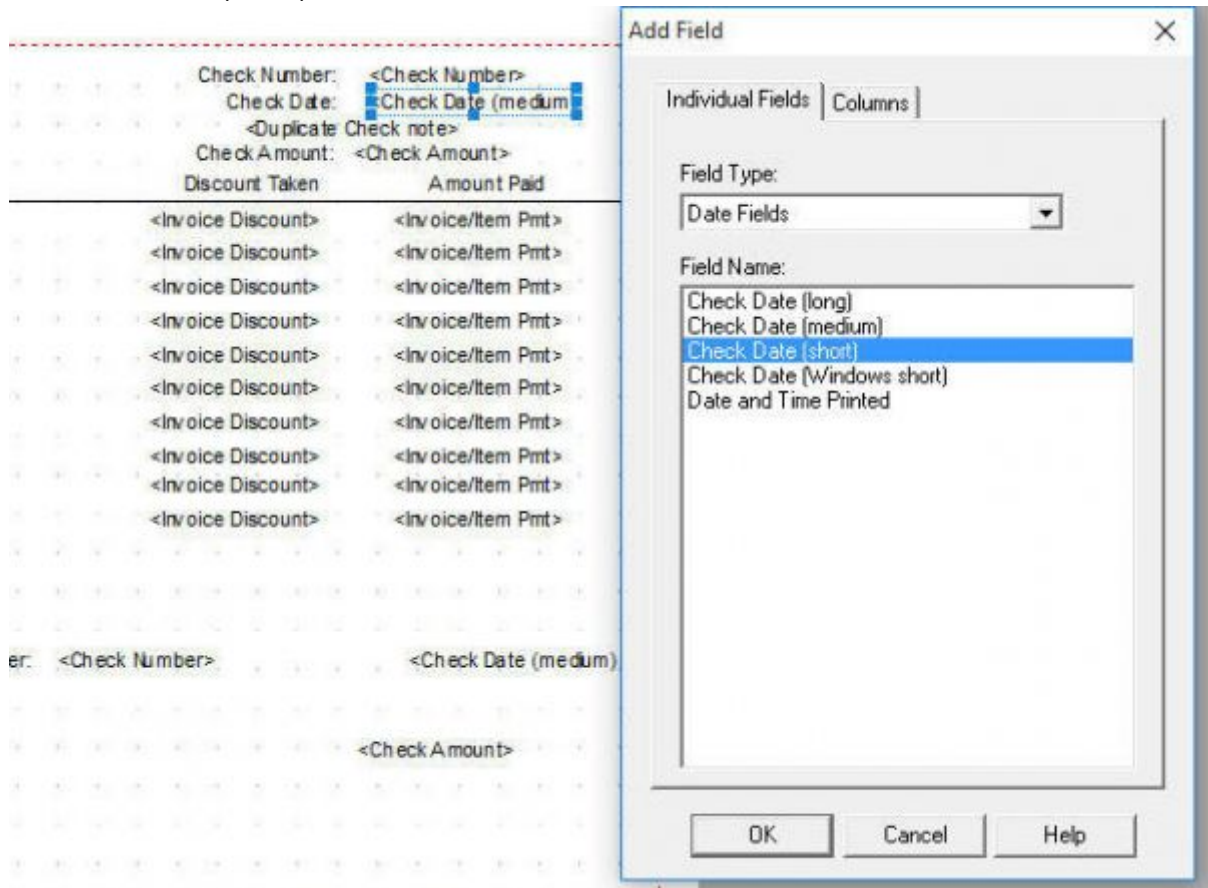 Add Field
Check Number: <Check Number>
Check Date: <Check Date (medium
<Duplicate Check note>
Check Amount: <Check Amount>
Discount Taken Amount Paid
<Invoice Discount> <Invoice/Item Pmt>
<Invoice Discount> <Invoice/Item Pmt>
<Invoice Discount> <Invoice/Item Pmt>
<Invoice Discount> <Invoice/Item Pmt>
<Invoice Discount> <Invoice/Item Pmt>
<Invoice Discount> <Invoice/Item Pmt>
<Invoice Discount> <Invoice/Item Pmt>
<Invoice Discount> <Invoice/Item Pmt>
<Invoice Discount> <Invoice/Item Pmt>
<Invoice Discount> <Invoice/Item Pmt>
er: <Check Number> <Check Date (medium)
<Check Amount>
Individual Fields Columns
Field Type:
Date Fields
Field Name:
Check Date (long)
Check Date (medium)
Check Date (short)
Check Date (Windows short)
Date and Time Printed
OK Cancel Help